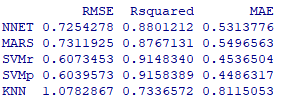 RMSE Rsquared MAE
NNET 0.7254278 0.8801212 0.5313776
MARS 0.7311925 0.8767131 0.5496563
SVMr 0.6073453 0.9148340 0.4536504
SVMp 0.6039573 0.9158389 0.4486317
KNN 1.0782867 0.7336572 0.8115053